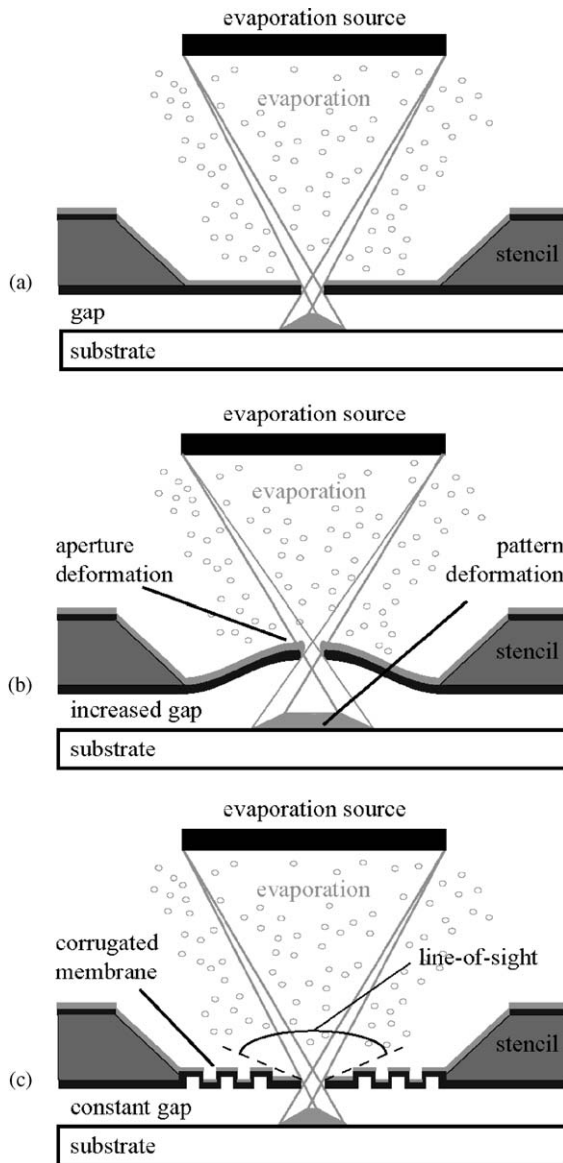 evaporation source
evaporation
stencil
(a)
gap
substrate
evaporation source
evaporation
aperture
deformation
pattern
deformation
stencil
(b)
increased gap
substrate
evaporation source
evaporation
corrugated
membrane
line-of-sight
stencil
(c)
constant gap
substrate